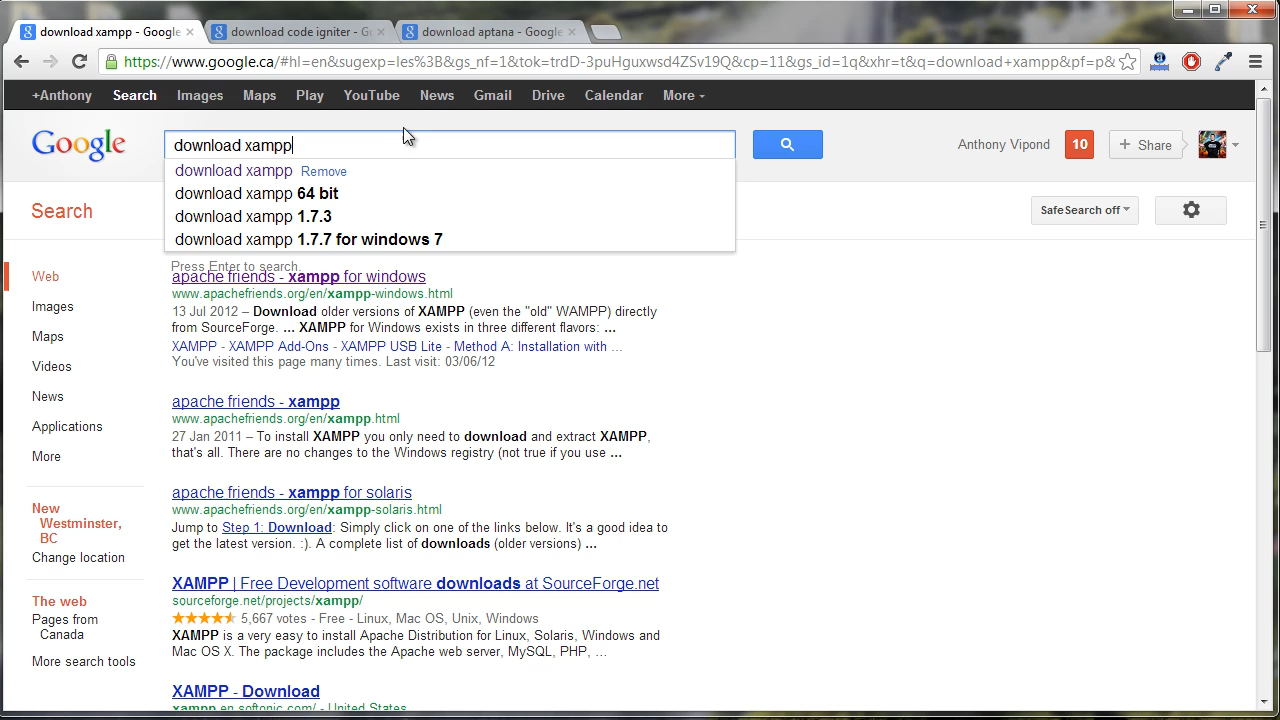 download xampp - Google
download code igniter - G
download aptana - Google
https://www.google.ca/#hl=en&sugexp=les%3B&gs_nf=1&tok=trdD-3puHguxwsd4ZSv19Q&cp=11&gs_id=1q&xhr=t&q=download+xampp&pf=p&
+Anthony Search Images Maps Play YouTube News Gmail Drive Calendar More
Google
download xampp
Anthony Vipond 10 + Share
download xampp Remove
download xampp 64 bit
download xampp 1.7.3
download xampp 1.7.7 for windows 7
Press Enter to search.
Search
SafeSearch off
Web
Images
Maps
Videos
News
Applications
More
New
Westminster,
BC
Change location
The web
Pages from
Canada
More search tools
apache friends - xampp for windows
www.apachefriends.org/en/xampp-windows.html
13 Jul 2012 – Download older versions of XAMPP (even the "old" WAMPP) directly
from SourceForge. ... XAMPP for Windows exists in three different flavors: ...
XAMPP - XAMPP Add-Ons - XAMPP USB Lite - Method A: Installation with ...
You've visited this page many times. Last visit: 03/06/12
apache friends - xampp
www.apachefriends.org/en/xampp.html
27 Jan 2011 – To install XAMPP you only need to download and extract XAMPP,
that's all. There are no changes to the Windows registry (not true if you use ...
apache friends - xampp for solaris
www.apachefriends.org/en/xampp-solaris.html
Jump to Step 1: Download: Simply click on one of the links below. It's a good idea to
get the latest version. :). A complete list of downloads (older versions) ...
XAMPP | Free Development software downloads at SourceForge.net
sourceforge.net/projects/xampp/
5,667 votes - Free - Linux, Mac OS, Unix, Windows
XAMPP is a very easy to install Apache Distribution for Linux, Solaris, Windows and
Mac OS X. The package includes the Apache web server, MySQL, PHP, ...
XAMPP - Download
xampp.en.softonic.com/ - United States